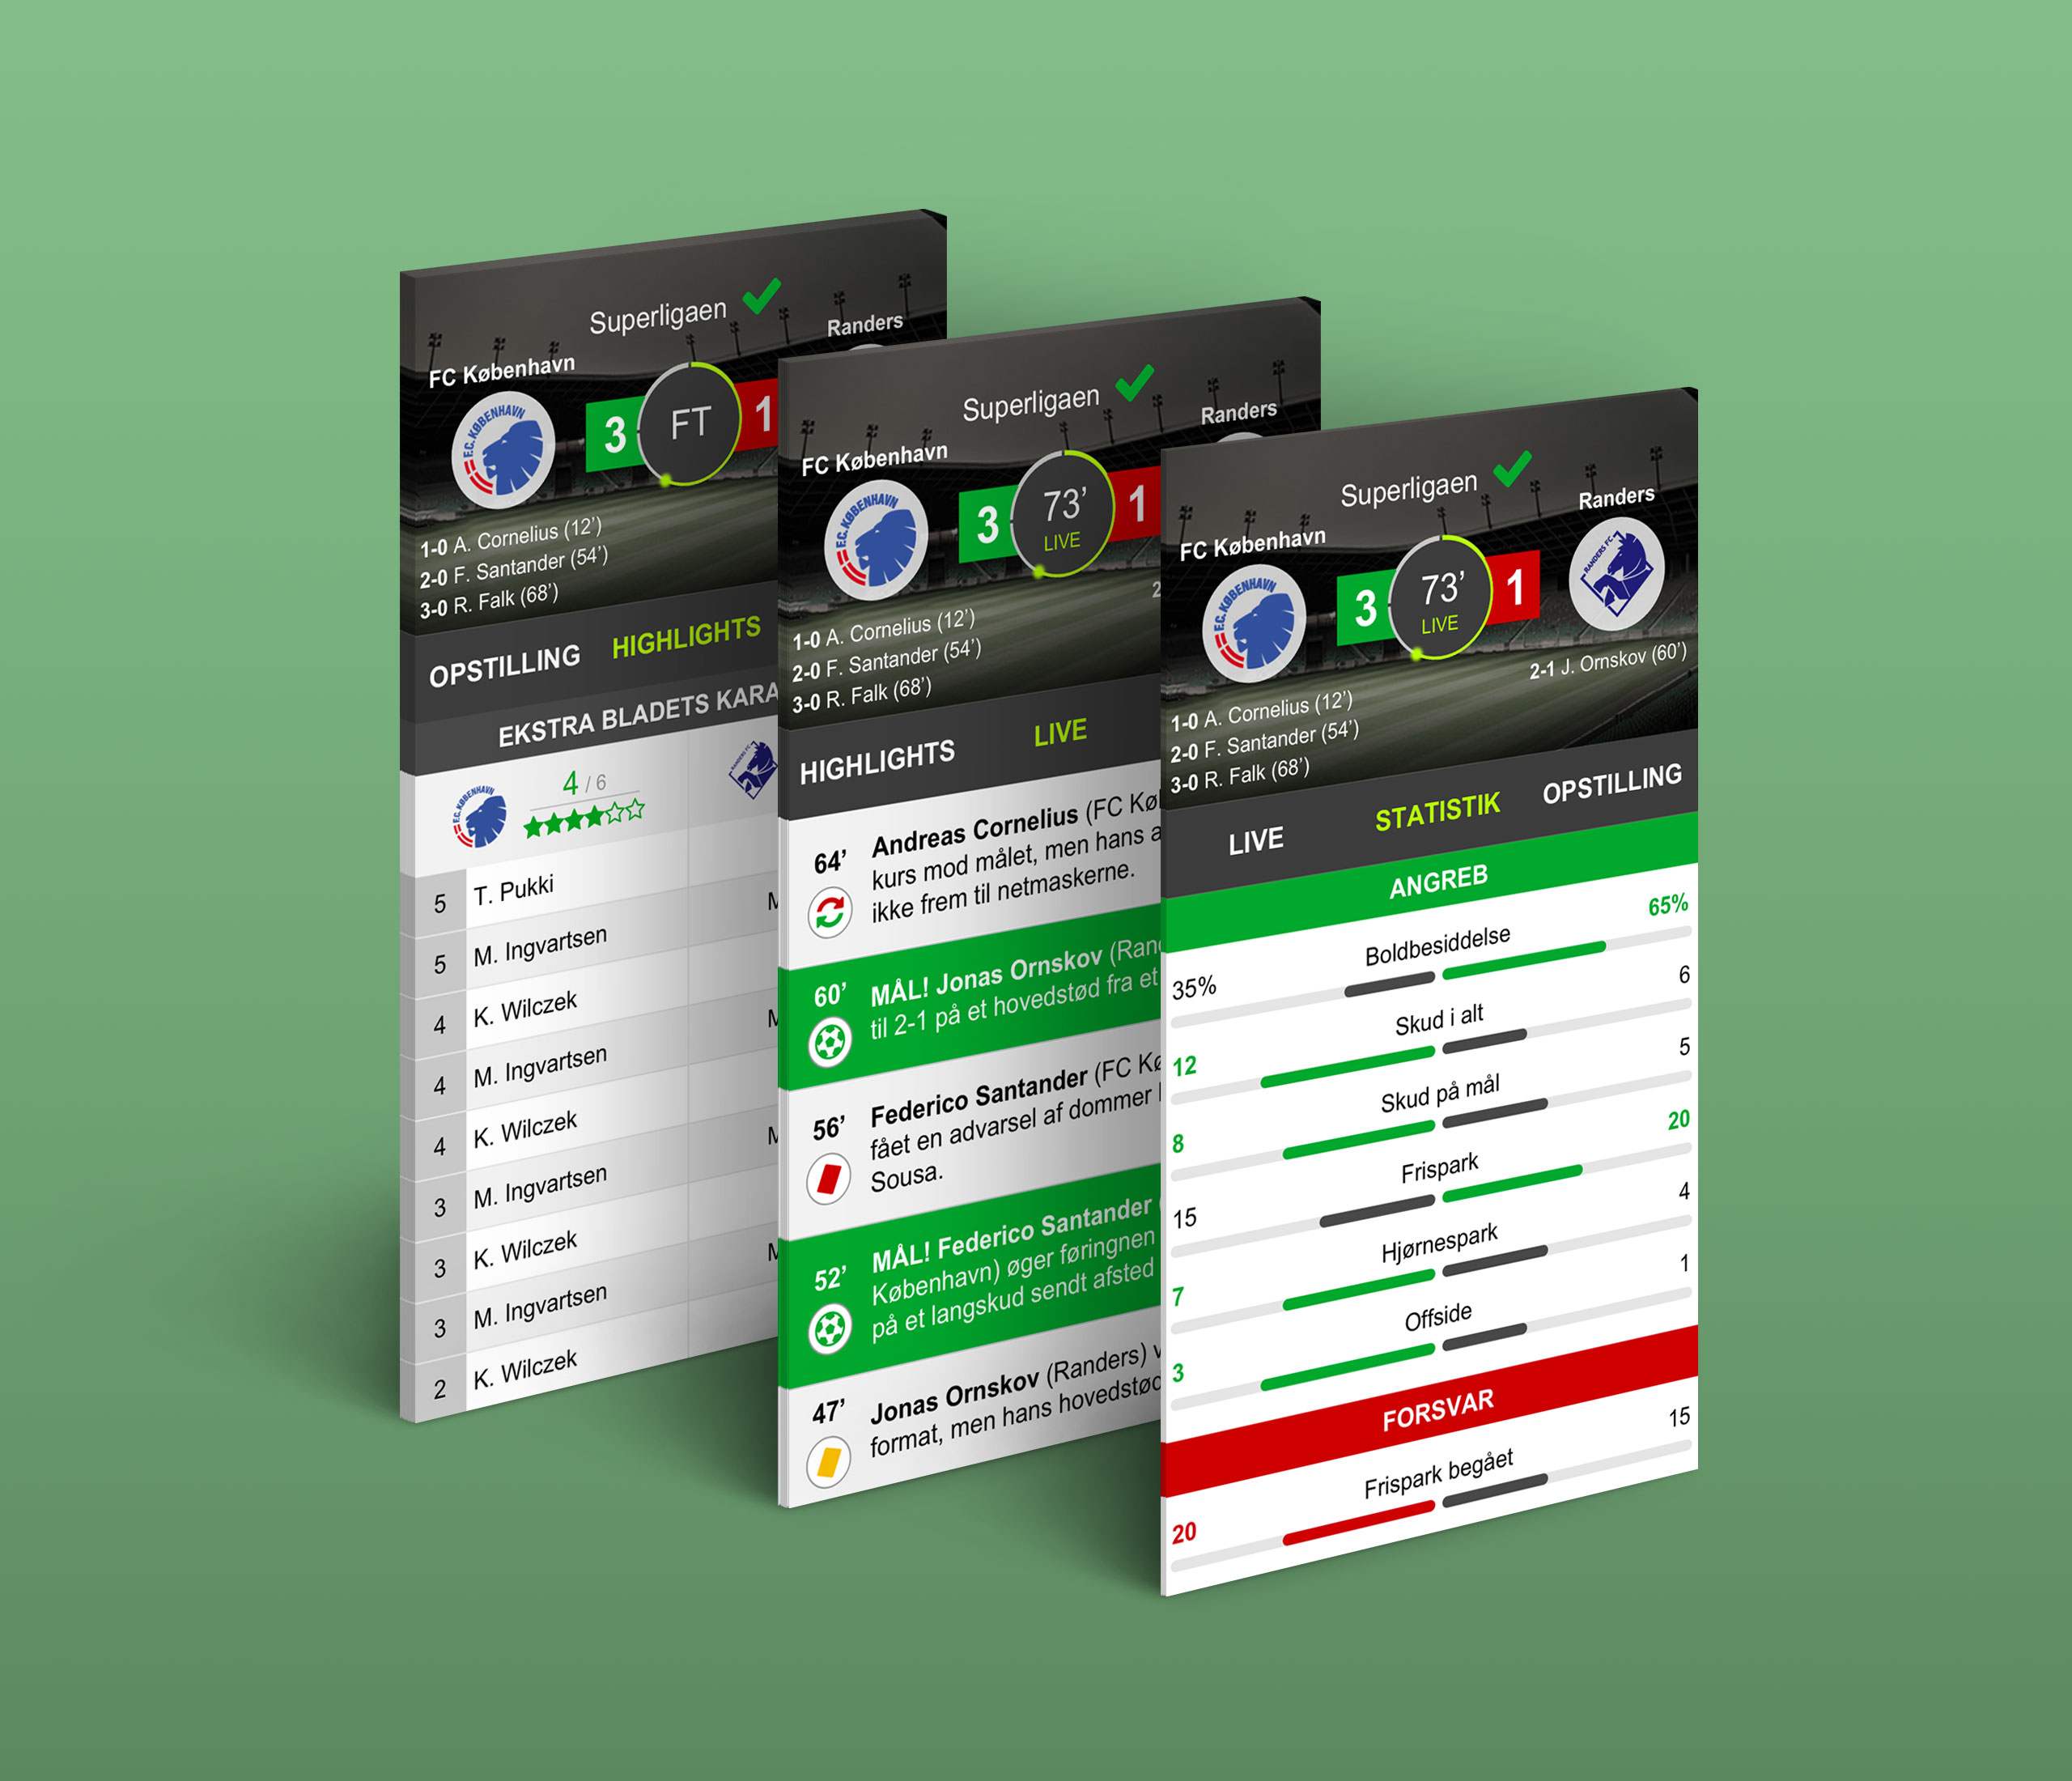 Superligaen
FC København
Randers
F.C. KØBENHAVN
3
FT
1
1-0 A. Cornelius (12’)
2-0 F. Santander (54’)
3-0 R. Falk (68’)
OPSTILLING
HIGHLIGHTS
EKSTRA BLADETS KARA
F.C. KØBENHAVN
4 / 6
RANDERS FC
5 T. Pukki
5 M. Ingvartsen
4 K. Wilczek
4 M. Ingvartsen
4 K. Wilczek
3 M. Ingvartsen
3 K. Wilczek
3 M. Ingvartsen
2 K. Wilczek
Superligaen
FC København
Randers
F.C. KØBENHAVN
3
73’
LIVE
1
2
1-0 A. Cornelius (12’)
2-0 F. Santander (54’)
3-0 R. Falk (68’)
HIGHLIGHTS
LIVE
64’
Andreas Cornelius (FC Kø
kurs mod målet, men hans a
ikke frem til netmaskerne.
60’
MÅL! Jonas Ornskov (Rand
til 2-1 på et hovedstød fra et
56’
Federico Santander (FC Kø
fået en advarsel af dommer
Sousa.
52’
MÅL! Federico Santander (
København) øger føringnen
på et langskud sendt afsted
47’
Jonas Ornskov (Randers) v
format, men hans hovedstød
Superligaen
FC København
Randers
F.C. KØBENHAVN
3
73’
LIVE
1
RANDERS FC
2-1 J. Ornskov (60’)
1-0 A. Cornelius (12’)
2-0 F. Santander (54’)
3-0 R. Falk (68’)
LIVE
STATISTIK
OPSTILLING
ANGREB
35% Boldbesiddelse 65%
12 Skud i alt 6
8 Skud på mål 5
15 Frispark 20
7 Hjørnespark 4
3 Offside 1
FORSVAR
20 Frispark begået 15